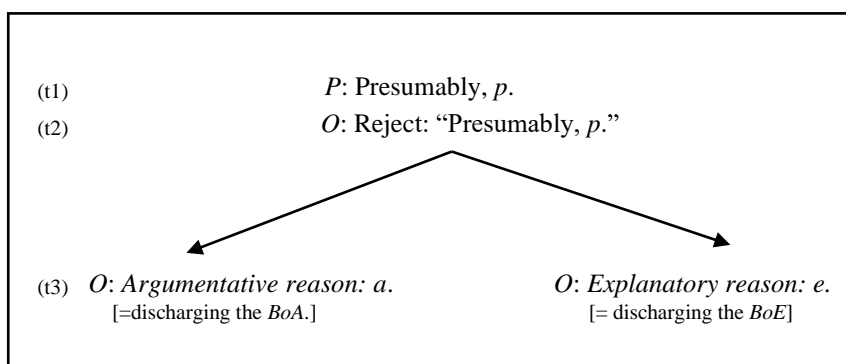 (t1) P: Presumably, p.
(t2) O: Reject: “Presumably, p.”
(t3) O: Argumentative reason: a. O: Explanatory reason: e.
[=discharging the BoA.] [= discharging the BoE]